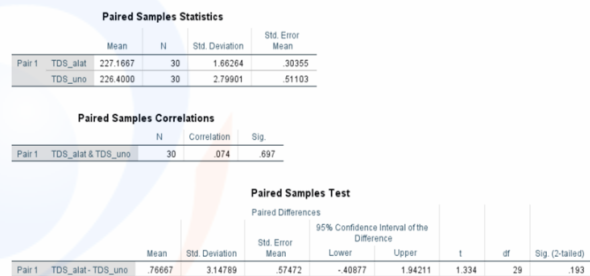 Paired Samples Statistics
Mean N Std. Deviation Std. Error Mean
Pair 1 TDS_alat 227.1667 30 1.66264 .30355
TDS_uno 226.4000 30 2.79901 .51103
Paired Samples Correlations
N Correlation Sig.
Pair 1 TDS_alat & TDS_uno 30 .074 .697
Paired Samples Test
Paired Differences
95% Confidence Interval of the Difference
Mean Std. Deviation Std. Error Mean Lower Upper t df Sig. (2-tailed)
Pair 1 TDS_alat - TDS_uno .76667 3.14789 .57472 -.40877 1.94211 1.334 29 .193